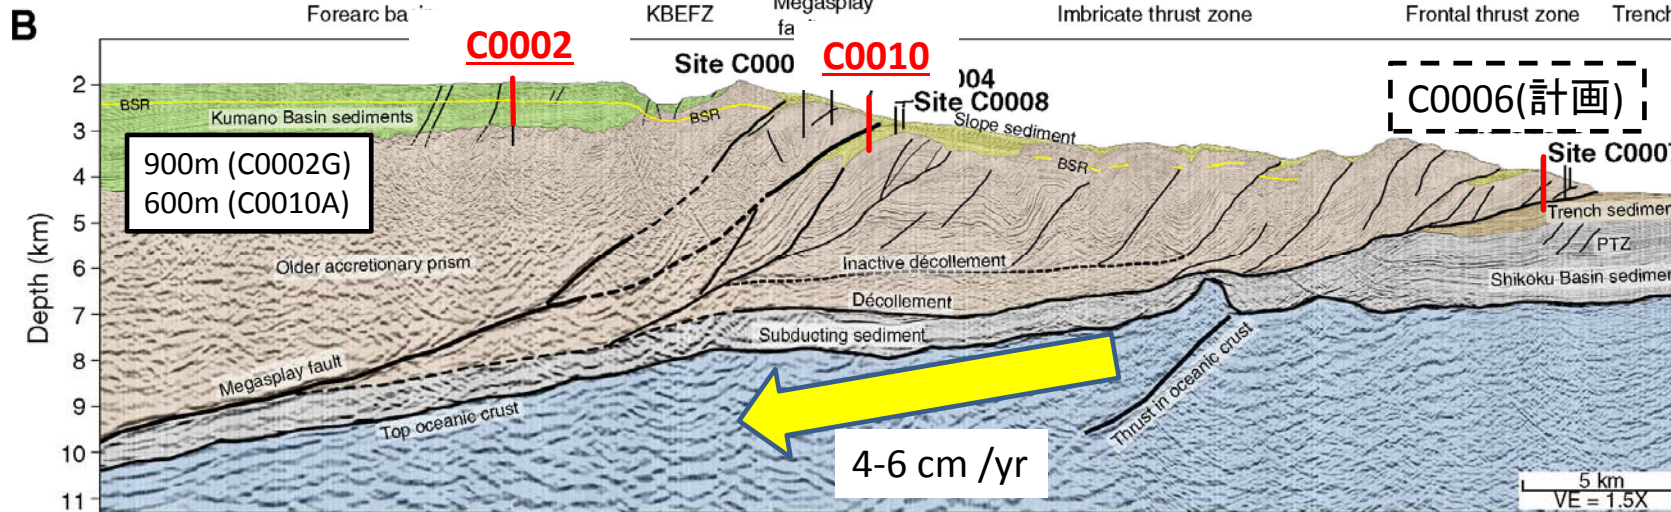 B
Forearc
KBEFZ
Megasplay
Imbricate thrust zone
Frontal thrust zone
Trench
C0002
Site C000
C0010
004
Site C0008
C0006(計画)
Site C0007
BSR
Kumano Basin sediments
BSR
Slope sediment
BSR
900m (C0002G)
600m (C0010A)
Trench sedimen
PTZ
Shikoku Basin sedimen
Older accretionary prism
Inactive décollement
Décollement
Subducting sediment
Megasplay fault
Top oceanic crust
Thrust in oceanic crust
4-6 cm /yr
5 km
VE = 1.5X
Depth (km)
2
3
4
5
6
7
8
9
10
11